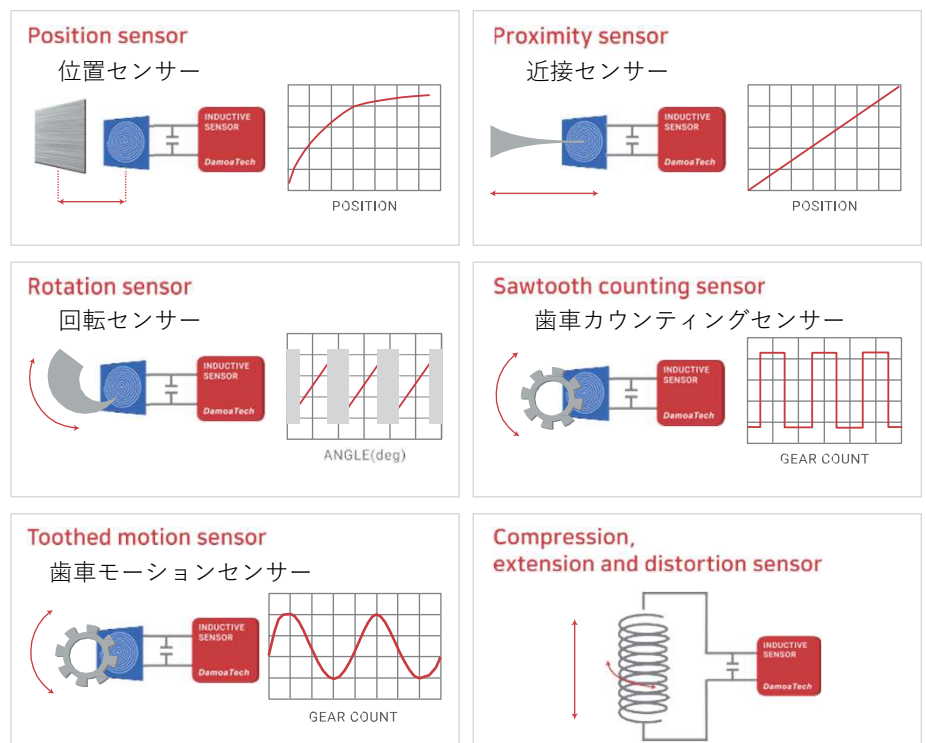 Position sensor
位置センサー
INDUCTIVE
SENSOR
DamoaTech
POSITION
Proximity sensor
近接センサー
INDUCTIVE
SENSOR
DamoaTech
POSITION
Rotation sensor
回転センサー
INDUCTIVE
SENSOR
DamoaTech
ANGLE(deg)
Sawtooth counting sensor
歯車カウンティングセンサー
INDUCTIVE
SENSOR
DamoaTech
GEAR COUNT
Toothed motion sensor
歯車モーションセンサー
INDUCTIVE
SENSOR
DamoaTech
GEAR COUNT
Compression,
extension and distortion sensor
INDUCTIVE
SENSOR
DamoaTech